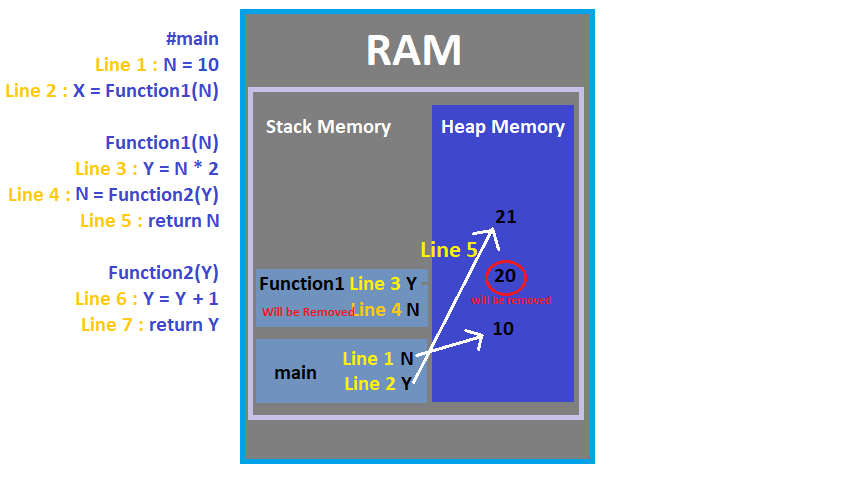 #main
Line 1 : N = 10
Line 2 : X = Function1(N)
Function1(N)
Line 3 : Y = N * 2
Line 4 : N = Function2(Y)
Line 5 : return N
Function2(Y)
Line 6 : Y = Y + 1
Line 7 : return Y
RAM
Stack Memory
Heap Memory
21
Line 5
20
will be removed
10
Function1 Line 3 Y
Will be Removed Line 4 N
main
Line 1 N
Line 2 Y